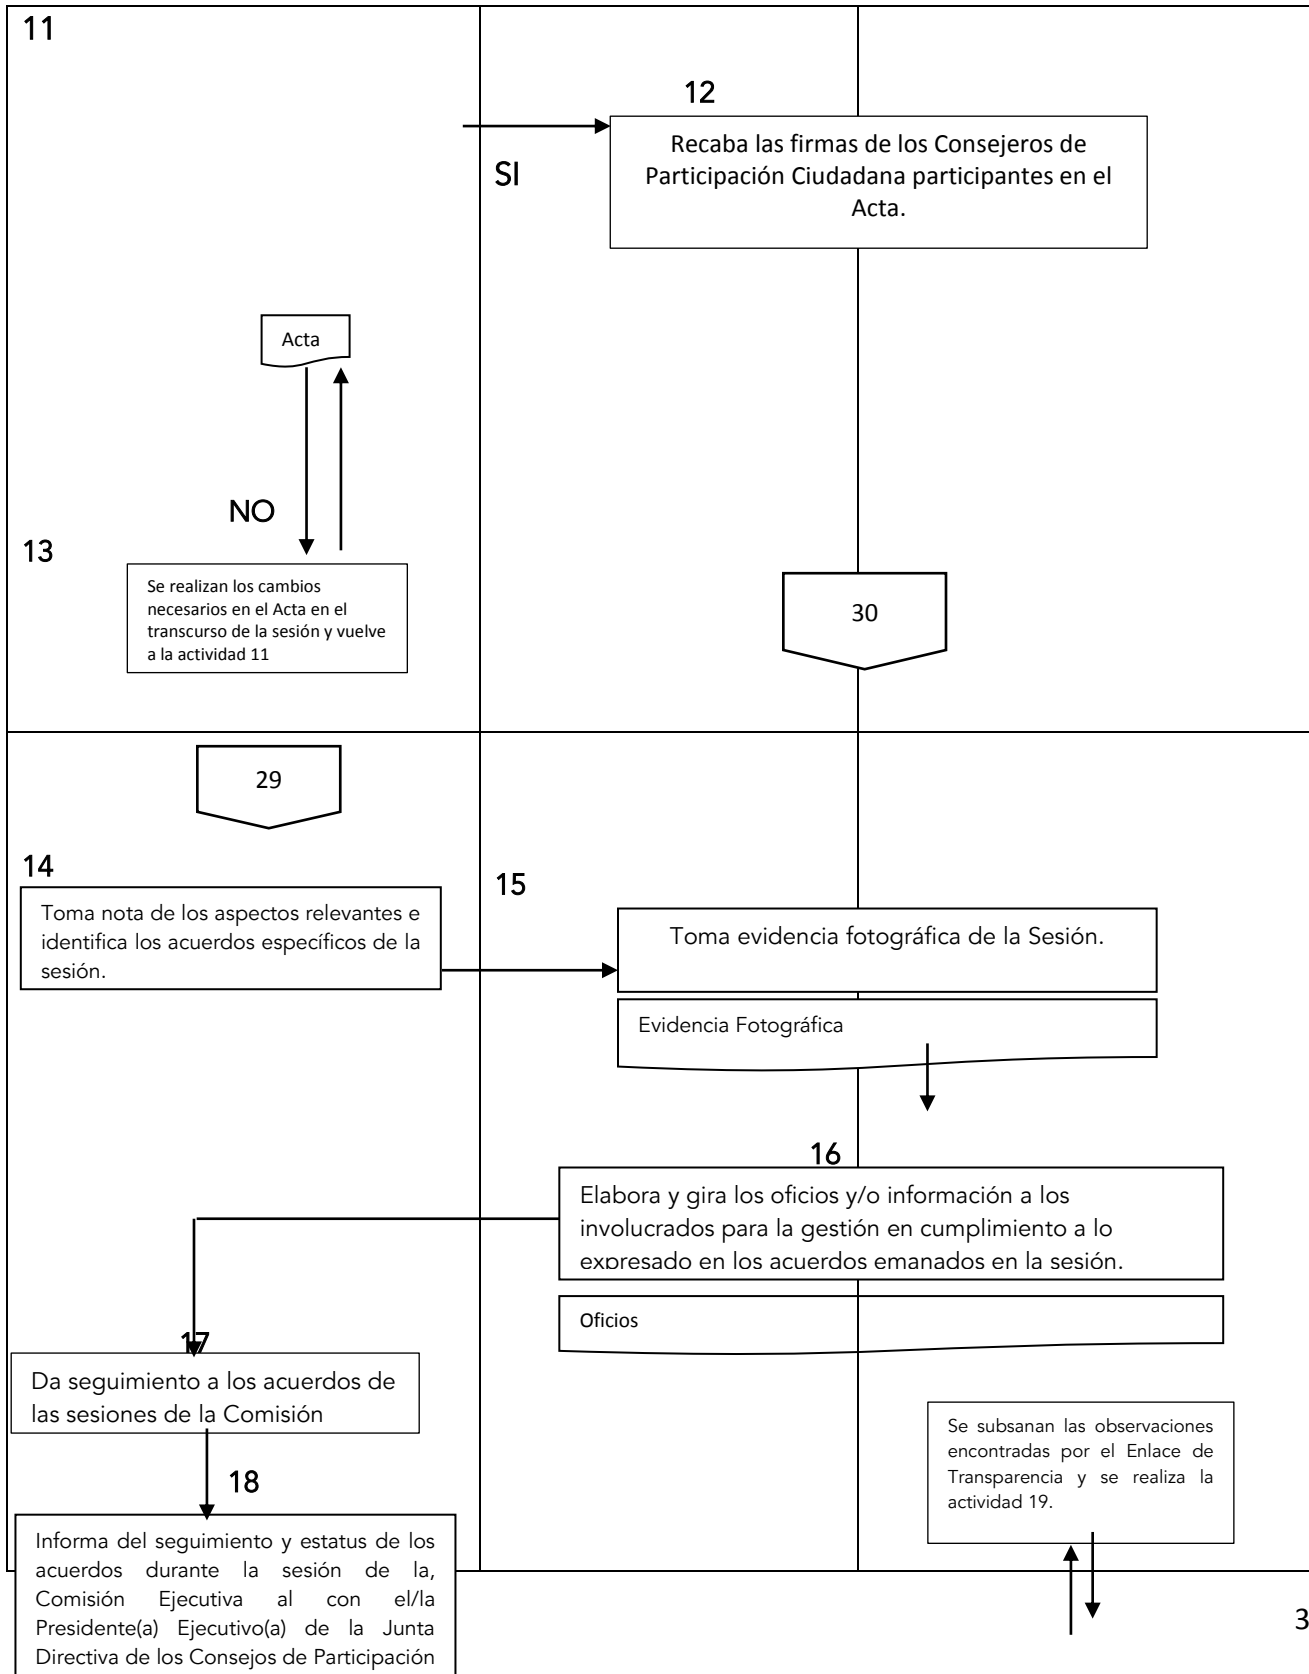 11
12
Recaba las firmas de los Consejeros de
Participación Ciudadana participantes en el
Acta.
SI
Acta
NO
13
Se realizan los cambios
necesarios en el Acta en el
transcurso de la sesión y vuelve
a la actividad 11
30
29
14
Toma nota de los aspectos relevantes e
identifica los acuerdos específicos de la
sesión.
15
Toma evidencia fotográfica de la Sesión.
Evidencia Fotográfica
16
Elabora y gira los oficios y/o información a los
involucrados para la gestión en cumplimiento a lo
expresado en los acuerdos emanados en la sesión.
Oficios
17
Da seguimiento a los acuerdos de
las sesiones de la Comisión
Se subsanan las observaciones
encontradas por el Enlace de
Transparencia y se realiza la
actividad 19.
18
Informa del seguimiento y estatus de los
acuerdos durante la sesión de la,
Comisión Ejecutiva al con el/la
Presidente(a) Ejecutivo(a) de la Junta
Directiva de los Consejos de Participación
3